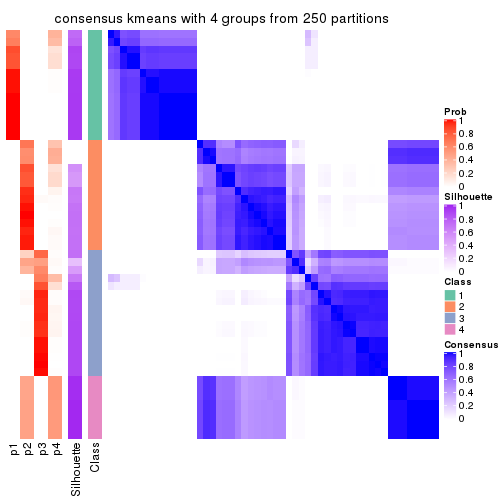 consensus kmeans with 4 groups from 250 partitions
Prob
1
0.8
0.6
0.4
0.2
0
Silhouette
1
0.8
0.6
0.4
0.2
0
Class
1
2
3
4
Consensus
1
0.8
0.6
0.4
0.2
0
p1
p2
p3
p4
Silhouette
Class